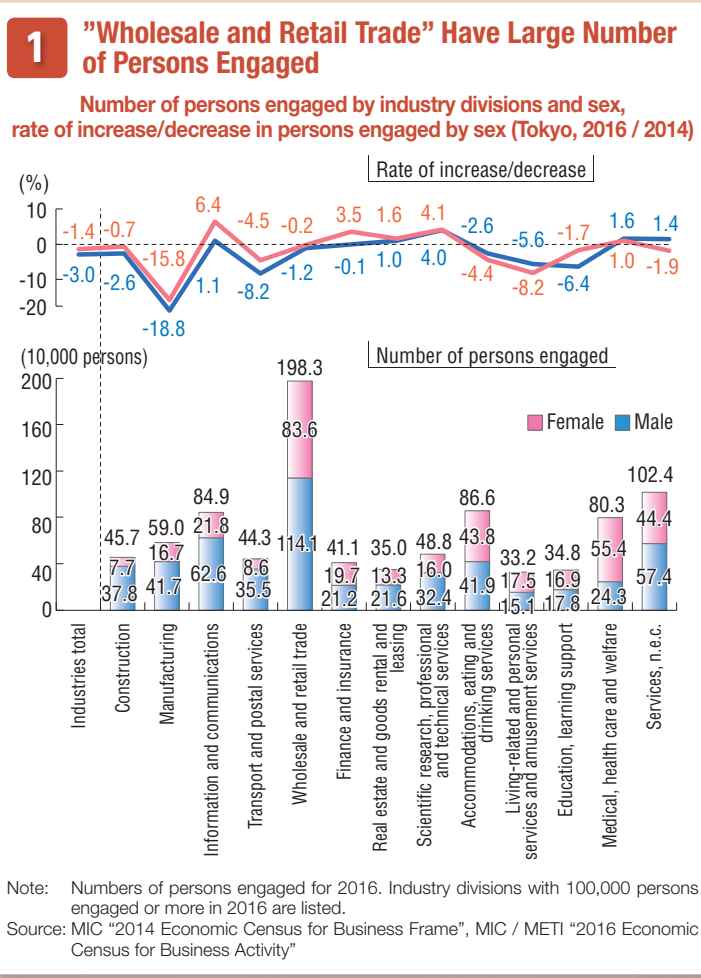 1
”Wholesale and Retail Trade” Have Large Number
of Persons Engaged
Number of persons engaged by industry divisions and sex,
rate of increase/decrease in persons engaged by sex (Tokyo, 2016 / 2014)
Rate of increase/decrease
(%)
10
0
-10
-20
-1.4 -0.7 -15.8 6.4 -4.5 -0.2 3.5 1.6 4.1 -4.4 -8.2 -1.7 1.0 -1.9
-3.0 -2.6 -18.8 1.1 -8.2 -1.2 -0.1 1.0 4.0 -2.6 -5.6 -6.4 1.6 1.4
(10,000 persons)
Number of persons engaged
200
160
120
80
40
0
Female Male
45.7 59.0 84.9 44.3 198.3 41.1 35.0 48.8 86.6 33.2 34.8 80.3 102.4
7.7 16.7 21.8 8.6 83.6 19.7 13.3 16.0 43.8 17.5 16.9 55.4 44.4
37.8 41.7 62.6 35.5 114.1 21.2 21.6 32.4 41.9 15.1 17.8 24.3 57.4
Industries total
Construction
Manufacturing
Information and communications
Transport and postal services
Wholesale and retail trade
Finance and insurance
Real estate and goods rental and
leasing
Scientific research, professional
and technical services
Accommodations, eating and
drinking services
Living-related and personal
services and amusement services
Education, learning support
Medical, health care and welfare
Services, n.e.c.
Note: Numbers of persons engaged for 2016. Industry divisions with 100,000 persons
engaged or more in 2016 are listed.
Source: MIC “2014 Economic Census for Business Frame”, MIC / METI “2016 Economic
Census for Business Activity”